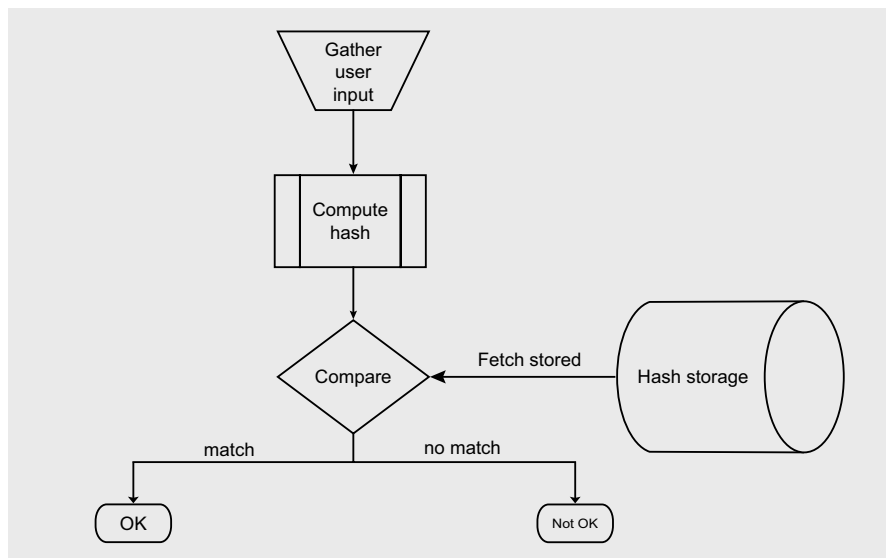 Gather
user
input
Compute
hash
Fetch stored
Compare
Hash storage
match
no match
OK
Not OK